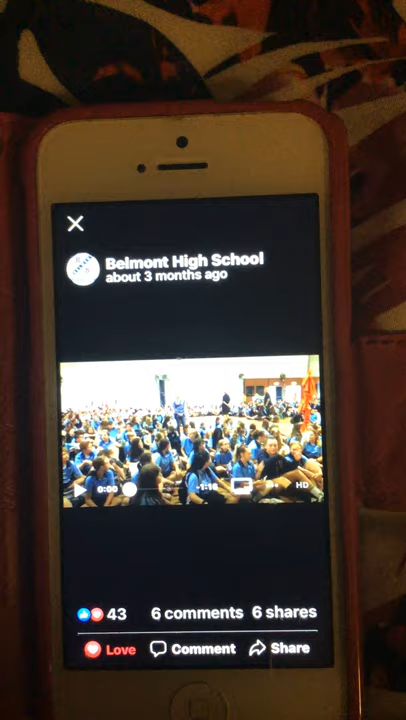 Belmont High School
about 3 months ago
0:00 -1:16 HD
43 6 comments 6 shares
Love Comment Share